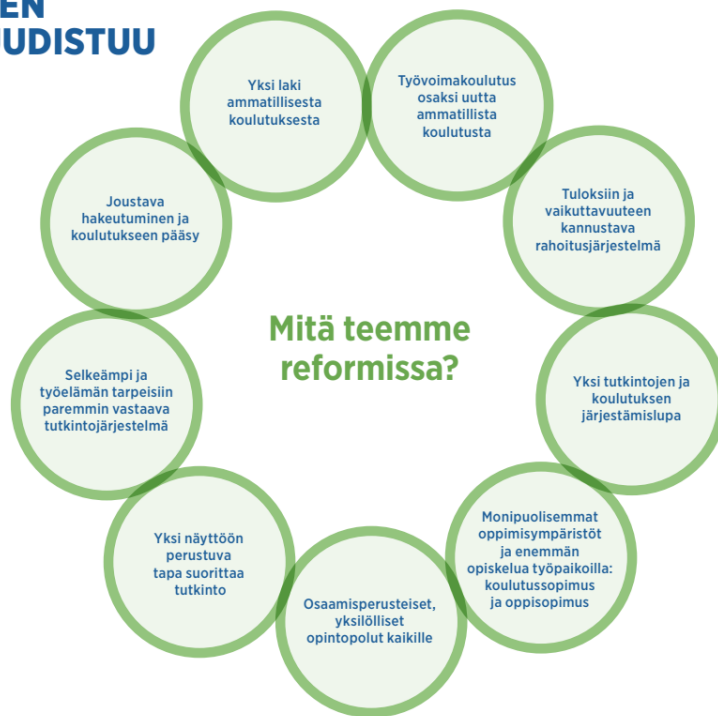 EN
UDISTUU
Yksi laki
ammatillisesta
koulutuksesta
Työvoimakoulutus
osaksi uutta
ammatillista
koulutusta
Tuloksiin ja
vaikuttavuuteen
kannustava
rahoitusjärjestelmä
Yksi tutkintojen ja
koulutuksen
järjestämislupa
Monipuolisemmat
oppimisympäristöt
ja enemmän
opiskelua työpaikoilla:
koulutussopimus
ja oppisopimus
Osaamisperusteiset,
yksilölliset
opintopolut kaikille
Yksi näyttöön
perustuva
tapa suorittaa
tutkinto
Selkeämpi ja
työelämän tarpeisiin
paremmin vastaava
tutkintojärjestelmä
Joustava
hakeutuminen ja
koulutukseen pääsy
Mitä teemme
reformissa?